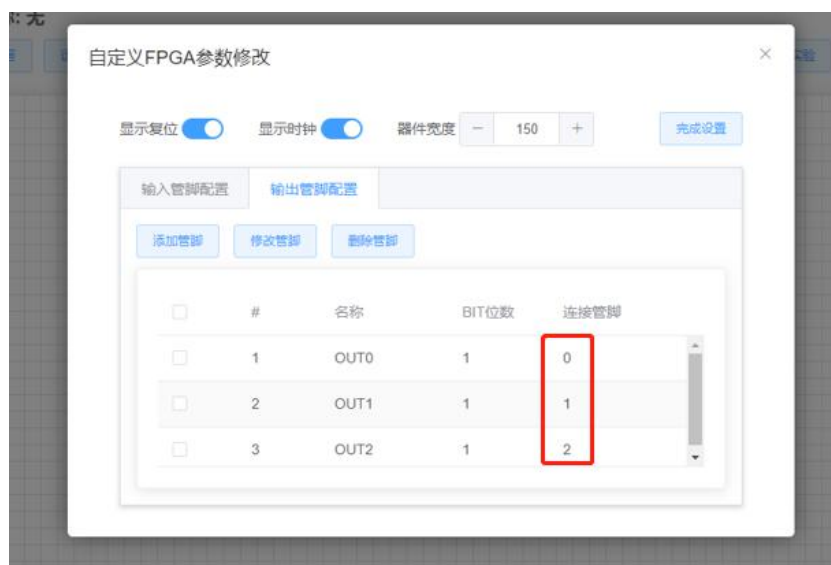 : 无
自定义FPGA参数修改
显示复位 显示时钟 器件宽度 － 150 + 完成设置
输入管脚配置 输出管脚配置
添加管脚 修改管脚 删除管脚
# 名称 BIT位数 连接管脚
1 OUT0 1 0
2 OUT1 1 1
3 OUT2 1 2